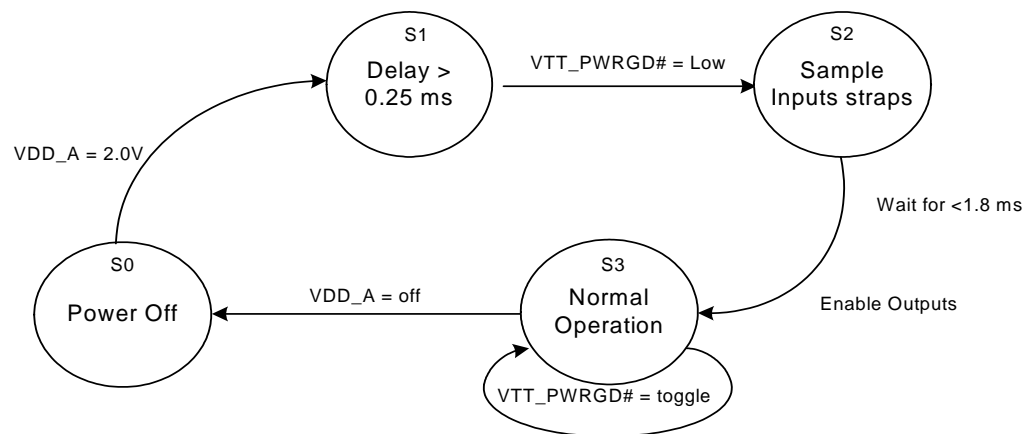 S1
Delay >
0.25 ms
VTT_PWRGD# = Low
S2
Sample
Inputs straps
VDD_A = 2.0V
Wait for <1.8 ms
S0
Power Off
VDD_A = off
S3
Normal
Operation
Enable Outputs
VTT_PWRGD# = toggle